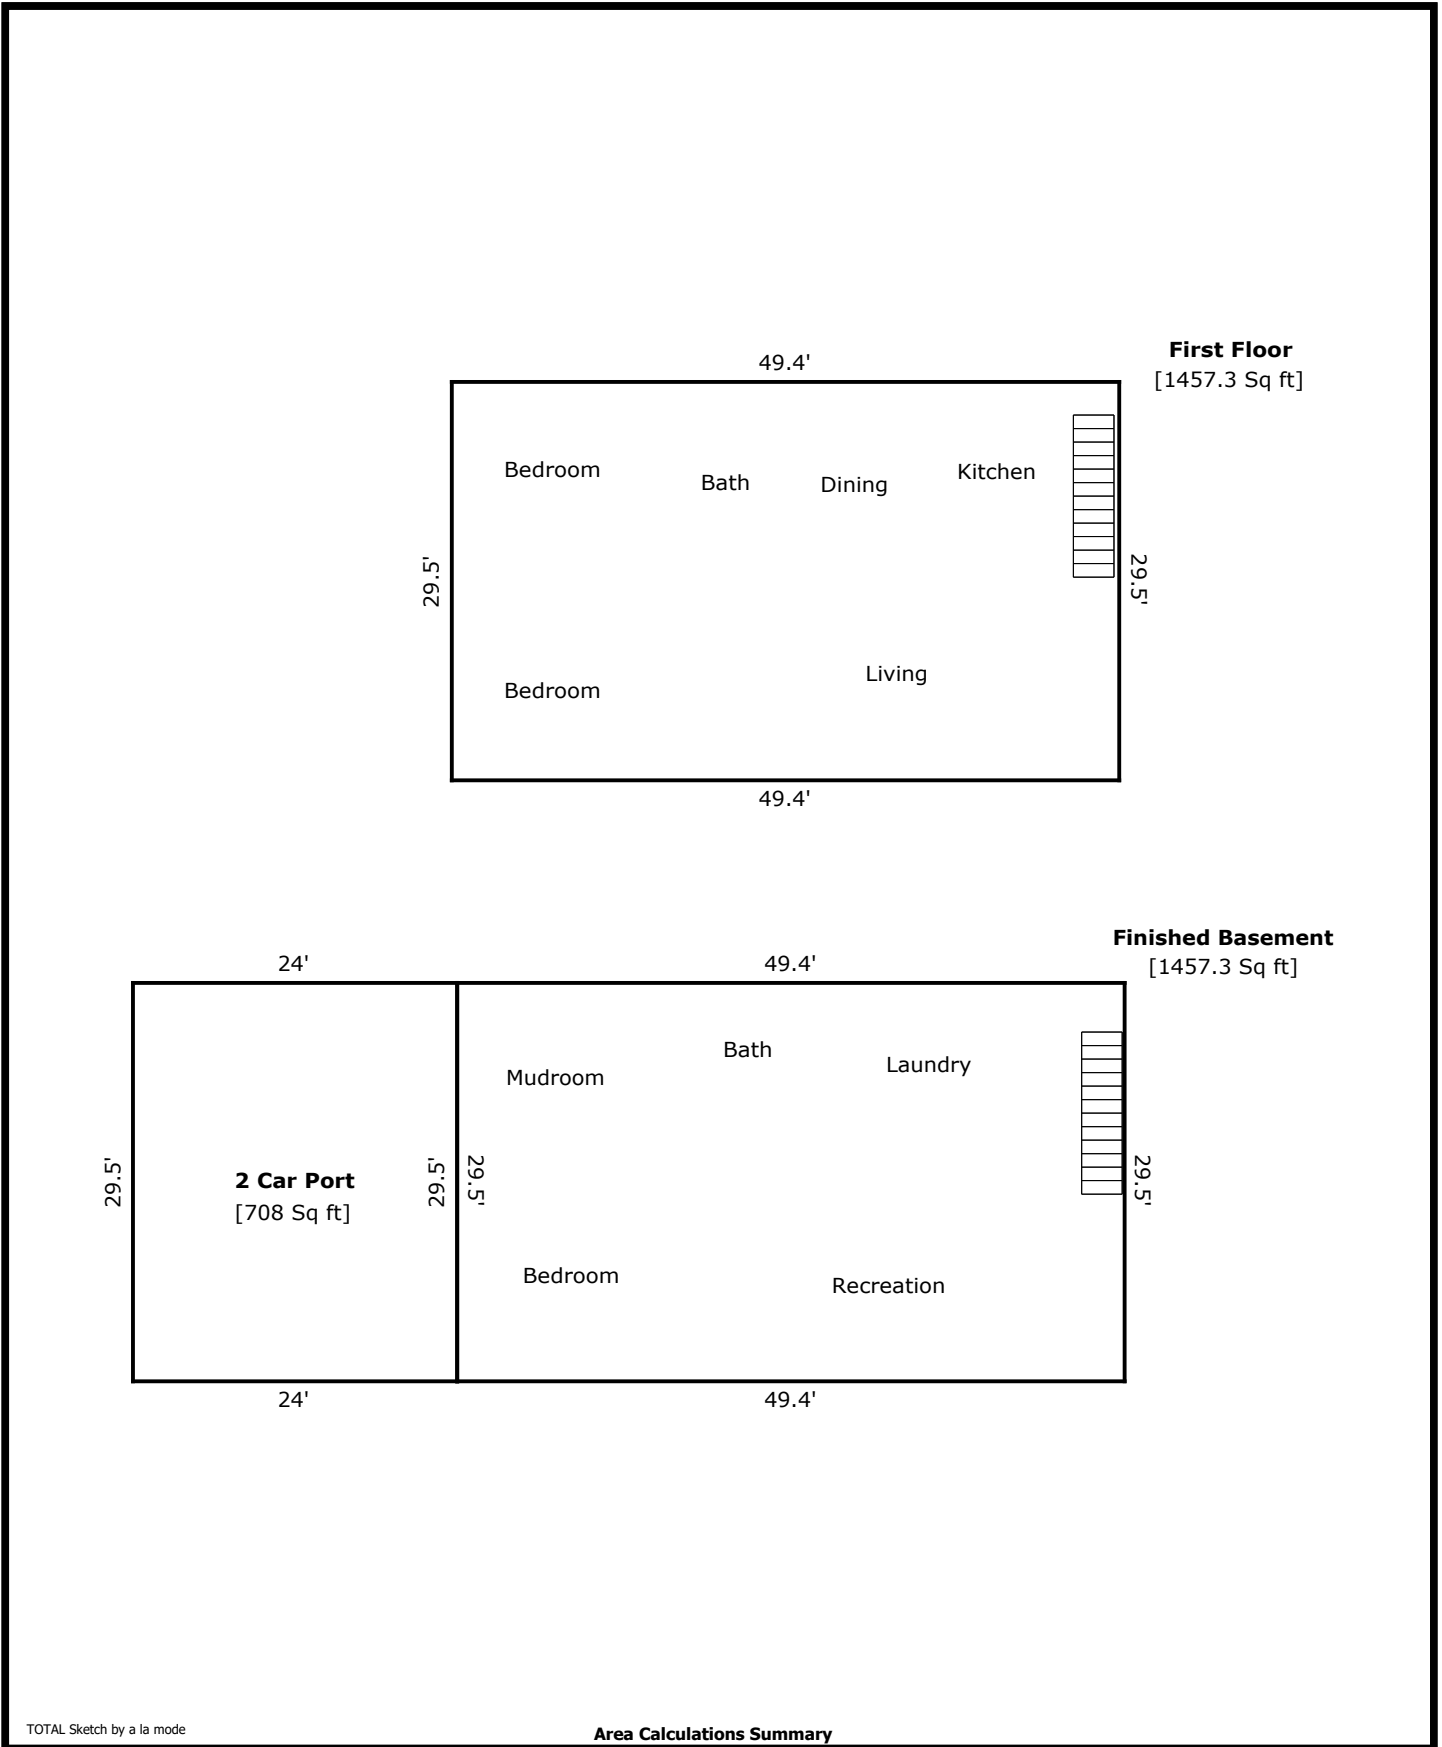 49.4'
First Floor
[1457.3 Sq ft]
Bedroom
Bath
Dining
Kitchen
29.5'
29.5'
Bedroom
Living
49.4'
Finished Basement
[1457.3 Sq ft]
24'
49.4'
Mudroom
Bath
Laundry
29.5'
2 Car Port
[708 Sq ft]
29.5'
29.5'
29.5'
Bedroom
Recreation
24'
49.4'
TOTAL Sketch by a la mode
Area Calculations Summary